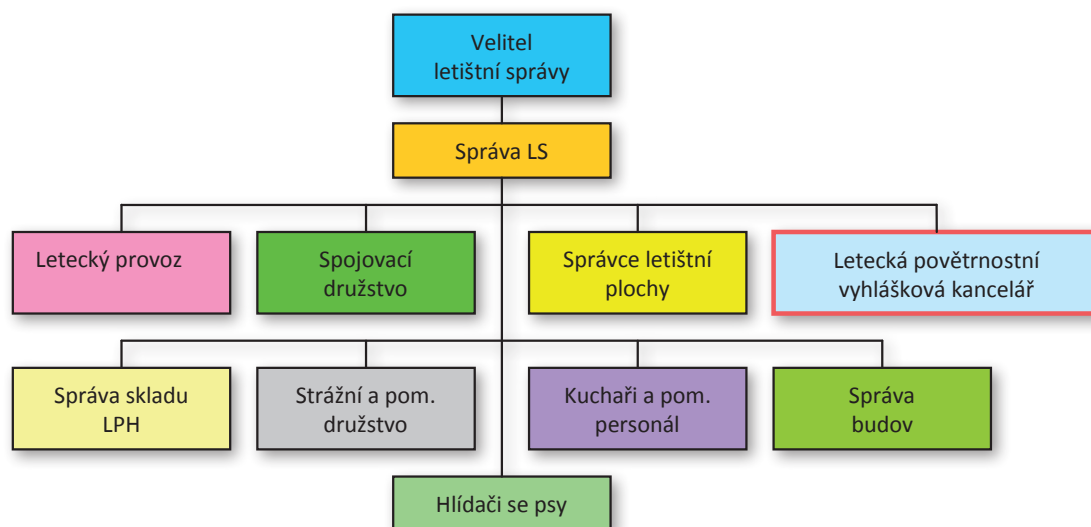 Velitel
letištní správy
Správa LS
Letecký provoz
Spojovací
družstvo
Správce letištní
plochy
Letecká povětrnostní
vyhlášková kancelář
Správa skladu
LPH
Strážní a pom.
družstvo
Kuchaři a pom.
personál
Správa
budov
Hlídači se psy